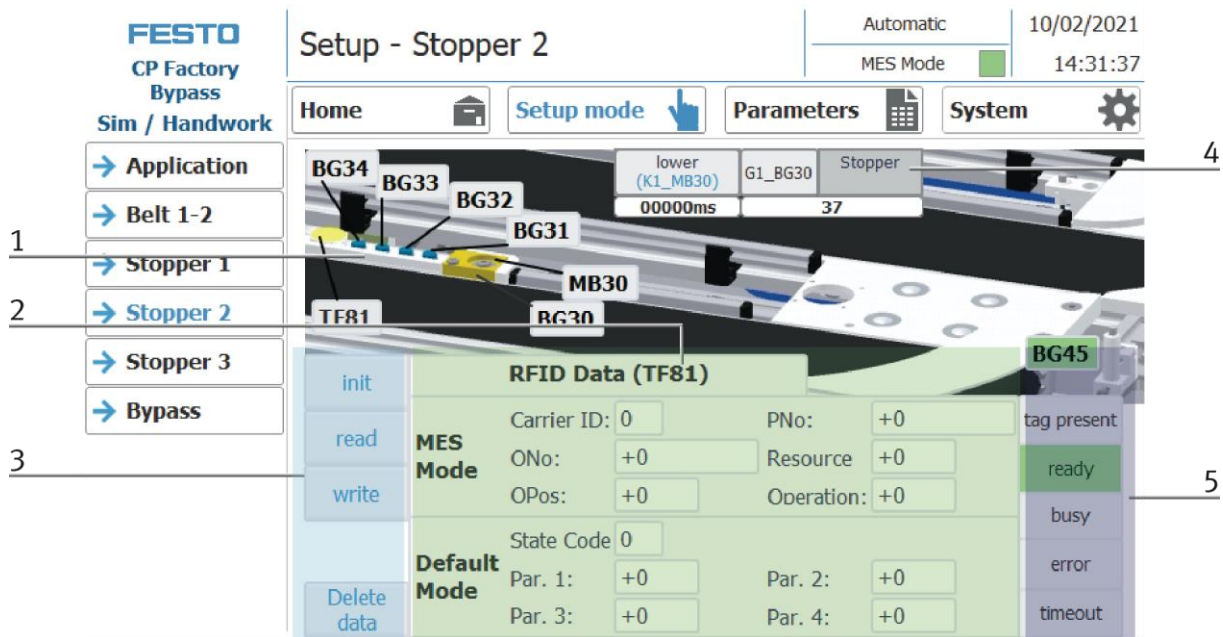 FESTO
CP Factory
Bypass
Sim / Handwork
Setup - Stopper 2
Automatic
MES Mode
10/02/2021
14:31:37
Home
Setup mode
Parameters
System
Application
Belt 1-2
Stopper 1
Stopper 2
Stopper 3
Bypass
BG34
BG33
BG32
BG31
MB30
BG30
TF81
lower
(K1_MB30)
G1_BG30
Stopper
00000ms
37
BG45
init
read
write
Delete
data
RFID Data (TF81)
MES
Mode
Carrier ID: 0
PNo: +0
ONo: +0
Resource +0
OPos: +0
Operation: +0
Default
Mode
State Code 0
Par. 1: +0
Par. 2: +0
Par. 3: +0
Par. 4: +0
tag present
ready
busy
error
timeout
1
2
3
4
5